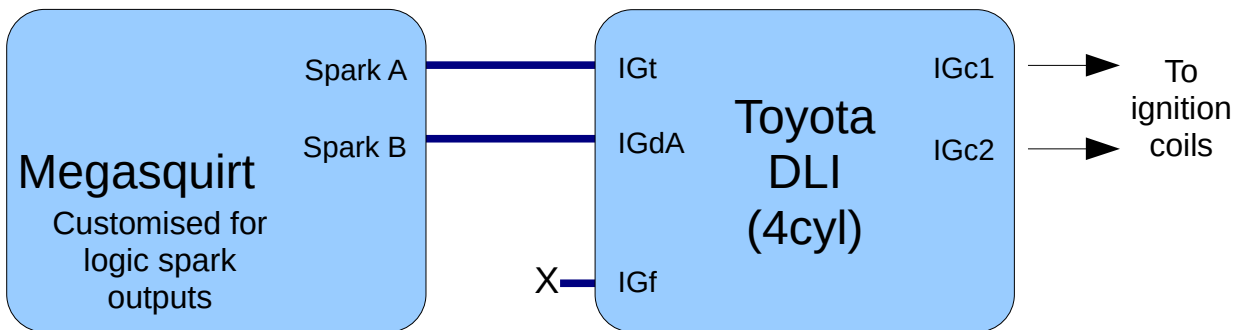 Spark A
Spark B
Megasquirt
Customised for
logic spark
outputs
X
IGt
IGdA
IGf
Toyota
DLI
(4cyl)
IGc1
IGc2
To
ignition
coils